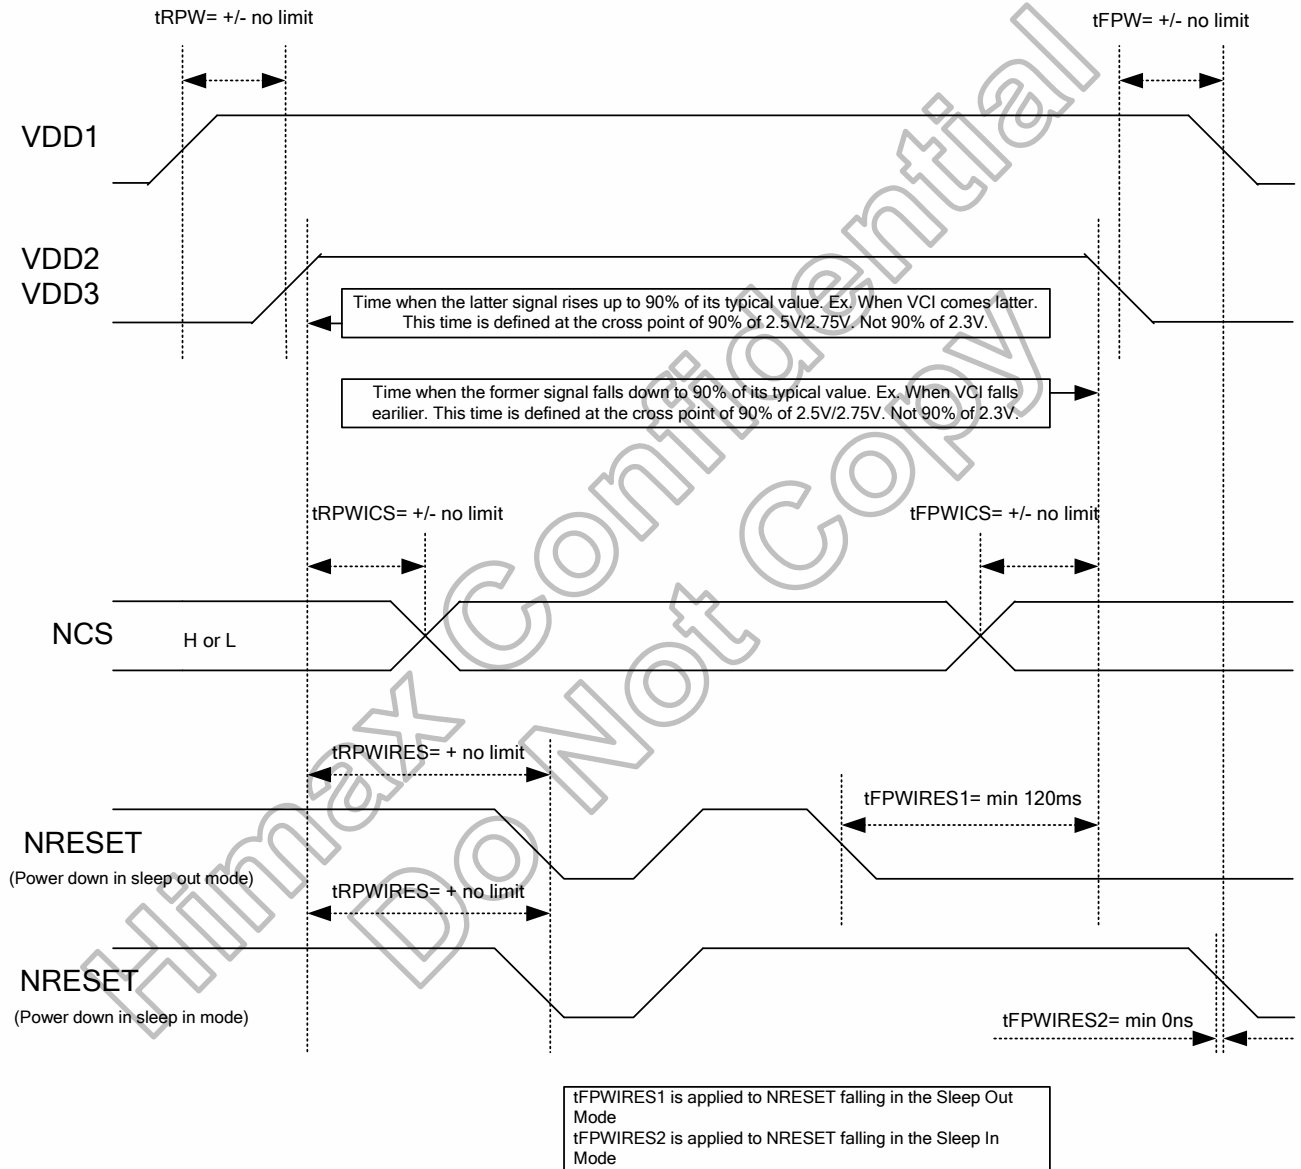 tRPW= +/- no limit
tFPW= +/- no limit
VDD1
VDD2
VDD3
Time when the latter signal rises up to 90% of its typical value. Ex. When VCI comes latter.
This time is defined at the cross point of 90% of 2.5V/2.75V. Not 90% of 2.3V.
Time when the former signal falls down to 90% of its typical value. Ex. When VCI falls
earilier. This time is defined at the cross point of 90% of 2.5V/2.75V. Not 90% of 2.3V.
tRPWICS= +/- no limit
tFPWICS= +/- no limit
NCS
H or L
tRPWIRES= + no limit
tFPWIRES1= min 120ms
NRESET
(Power down in sleep out mode)
tRPWIRES= + no limit
NRESET
(Power down in sleep in mode)
tFPWIRES2= min 0ns
tFPWIRES1 is applied to NRESET falling in the Sleep Out
Mode
tFPWIRES2 is applied to NRESET falling in the Sleep In
Mode
Himax Confidential
Do Not Copy